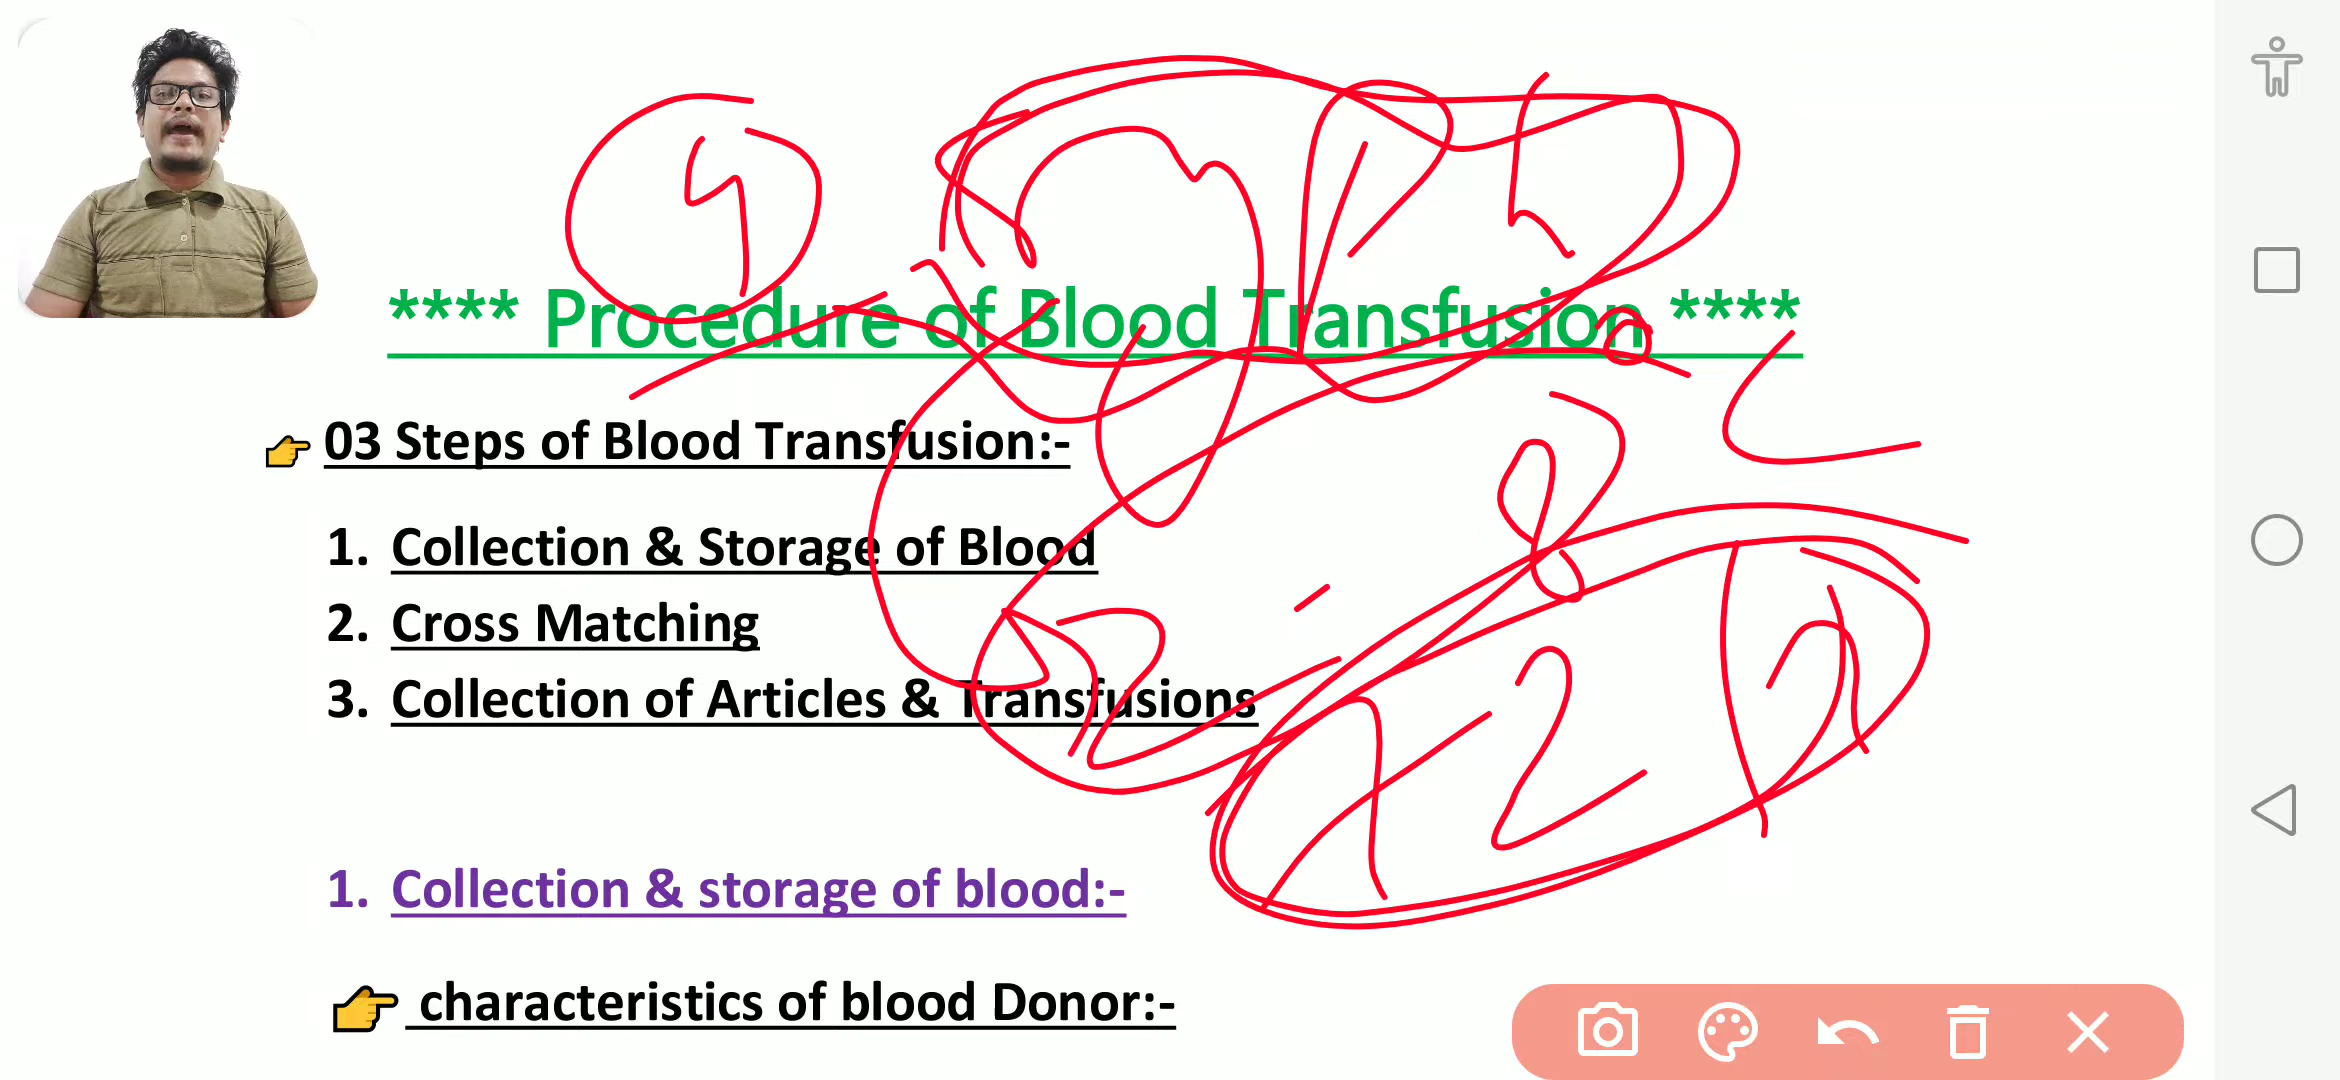 **** Procedure of Blood Transfusion ****
👉 03 Steps of Blood Transfusion:-
1. Collection & Storage of Blood
2. Cross Matching
3. Collection of Articles & Transfusions
1. Collection & storage of blood:-
👉 characteristics of blood Donor:-